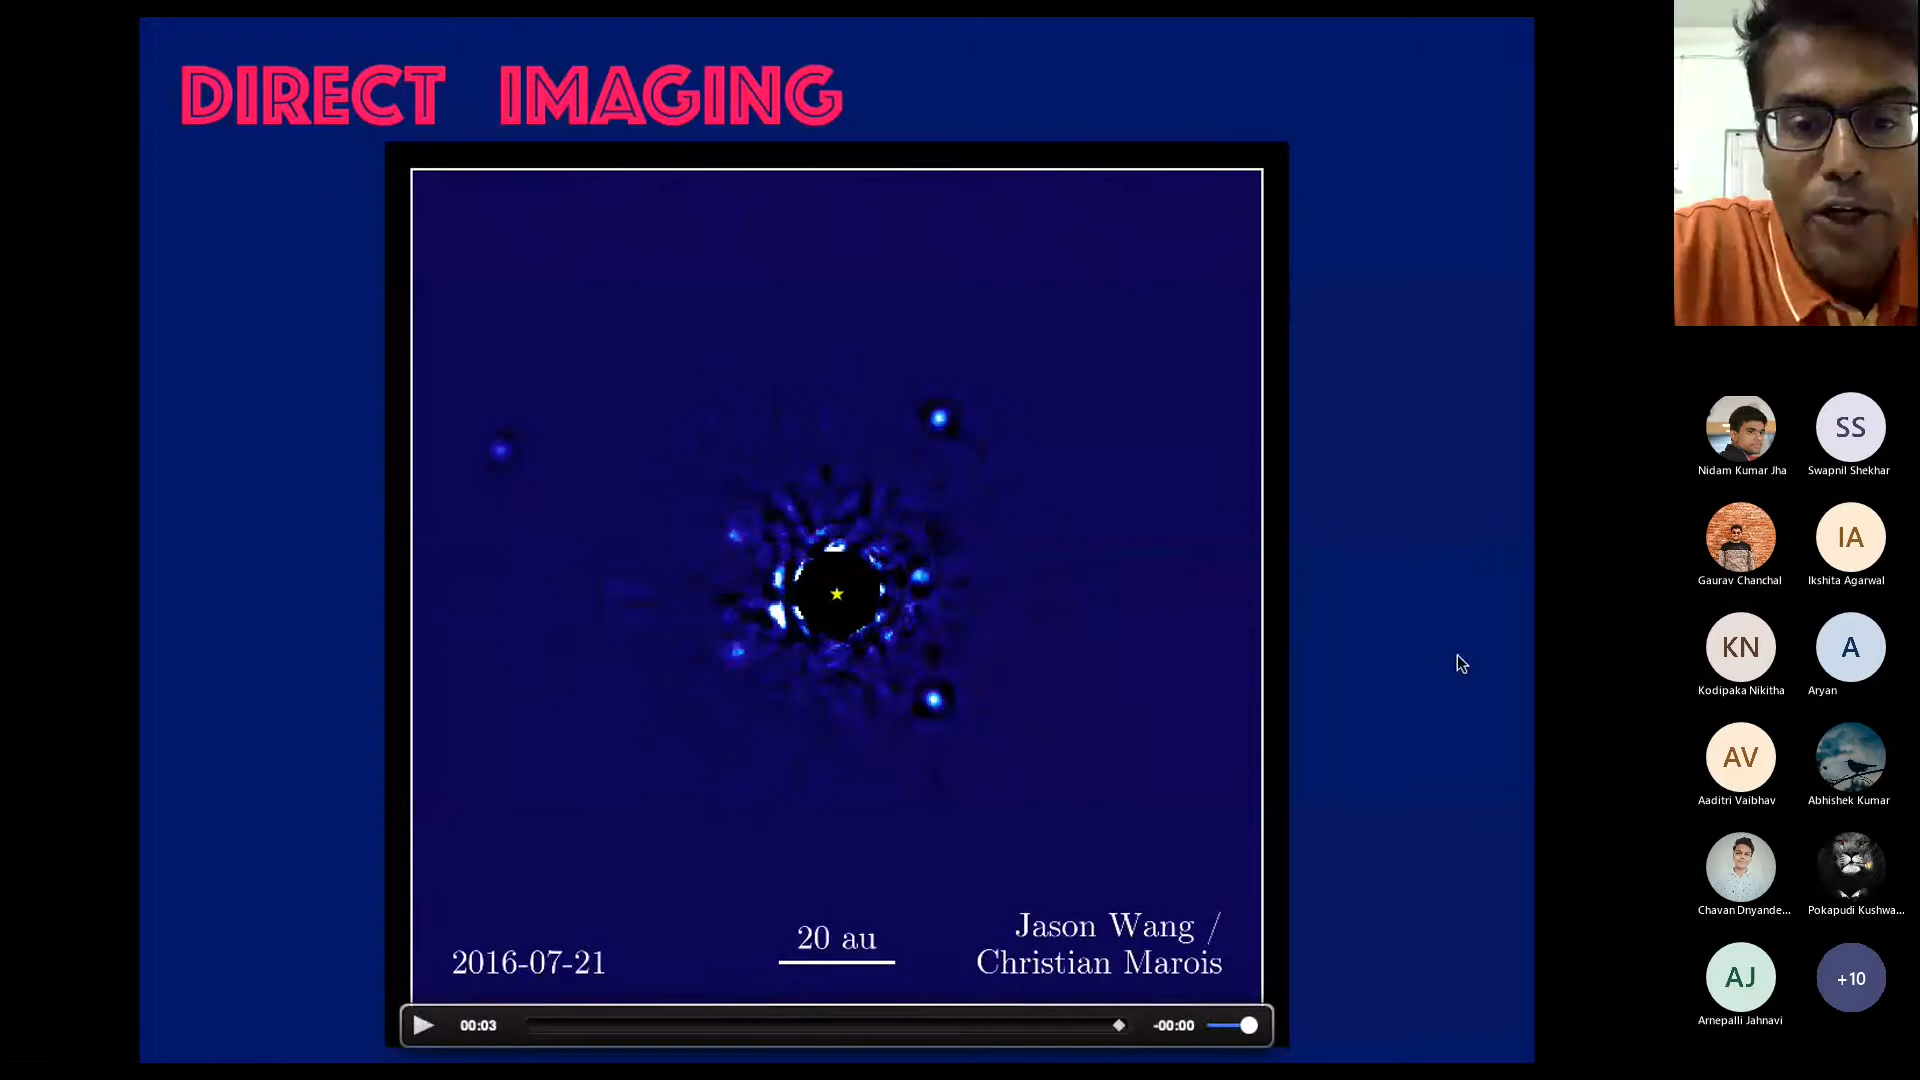 DIRECT IMAGING
2016-07-21
20 au
Jason Wang /
Christian Marois
00:03
-00:00
Nidam Kumar Jha
SS
Swapnil Shekhar
Gaurav Chanchal
IA
Ikshita Agarwal
KN
Kodipaka Nikitha
A
Aryan
AV
Aaditri Vaibhav
Abhishek Kumar
Chavan Dnyande...
Pokapudi Kushwa...
AJ
Arnepalli Jahnavi
+10